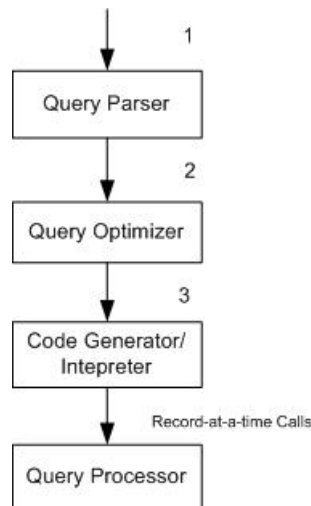 1
Query Parser
2
Query Optimizer
3
Code Generator/
Intepreter
Record-at-a-time Calls
Query Processor